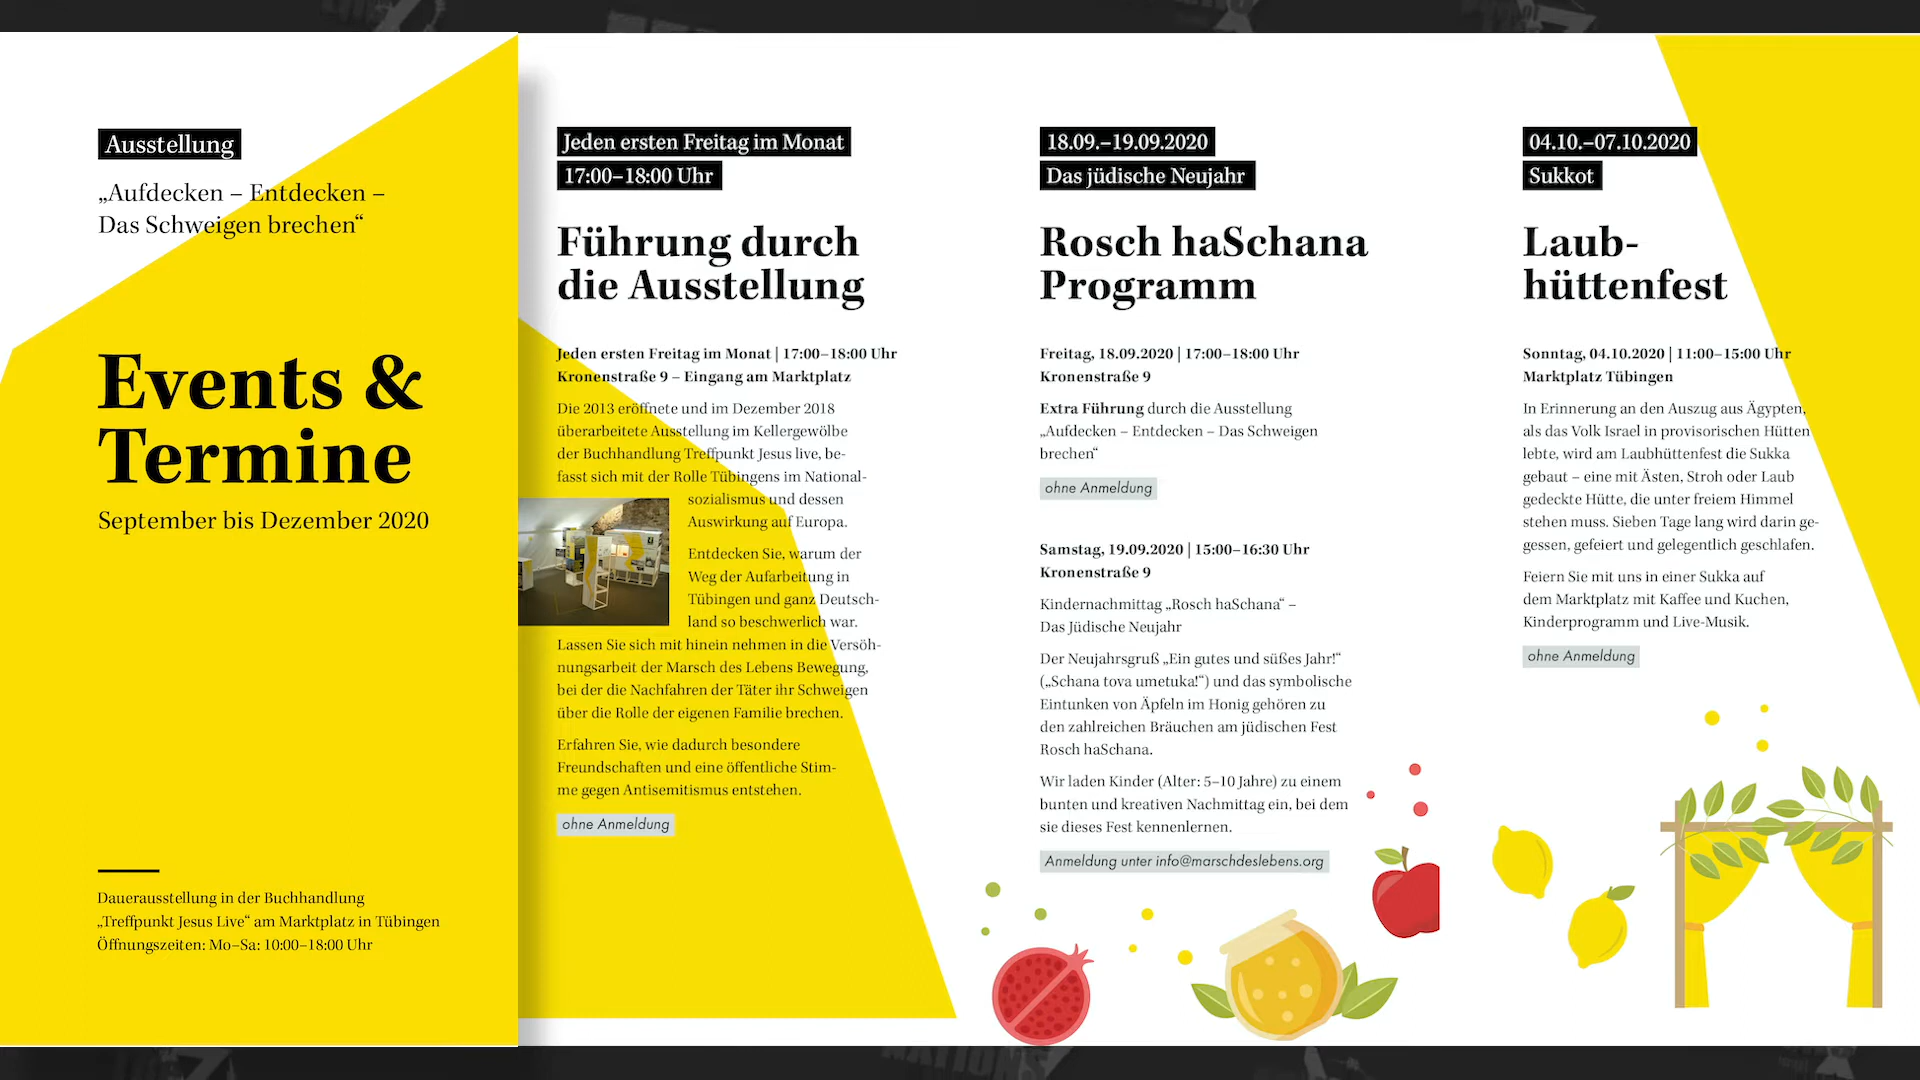 Ausstellung
„Aufdecken – Entdecken –
Das Schweigen brechen“
Events &
Termine
September bis Dezember 2020
Dauerausstellung in der Buchhandlung
„Treffpunkt Jesus Live“ am Marktplatz in Tübingen
Öffnungszeiten: Mo–Sa: 10:00–18:00 Uhr
Jeden ersten Freitag im Monat
17:00–18:00 Uhr
Führung durch
die Ausstellung
Jeden ersten Freitag im Monat | 17:00–18:00 Uhr
Kronenstraße 9 – Eingang am Marktplatz
Die 2013 eröffnete und im Dezember 2018
überarbeitete Ausstellung im Kellergewölbe
der Buchhandlung Treffpunkt Jesus live, be-
fasst sich mit der Rolle Tübingens im National-
sozialismus und dessen
Auswirkung auf Europa.
Entdecken Sie, warum der
Weg der Aufarbeitung in
Tübingen und ganz Deutsch-
land so beschwerlich war.
Lassen Sie sich mit hinein nehmen in die Versöh-
nungsarbeit der Marsch des Lebens Bewegung,
bei der die Nachfahren der Täter ihr Schweigen
über die Rolle der eigenen Familie brechen.
Erfahren Sie, wie dadurch besondere
Freundschaften und eine öffentliche Stim-
me gegen Antisemitismus entstehen.
ohne Anmeldung
18.09.–19.09.2020
Das jüdische Neujahr
Rosch haSchana
Programm
Freitag, 18.09.2020 | 17:00–18:00 Uhr
Kronenstraße 9
Extra Führung durch die Ausstellung
„Aufdecken – Entdecken – Das Schweigen
brechen“
ohne Anmeldung
Samstag, 19.09.2020 | 15:00–16:30 Uhr
Kronenstraße 9
Kindernachmittag „Rosch haSchana“ –
Das Jüdische Neujahr
Der Neujahrsgruß „Ein gutes und süßes Jahr!“
(„Schana tova umetuka!“) und das symbolische
Eintunken von Äpfeln im Honig gehören zu
den zahlreichen Bräuchen am jüdischen Fest
Rosch haSchana.
Wir laden Kinder (Alter: 5–10 Jahre) zu einem
bunten und kreativen Nachmittag ein, bei dem
sie dieses Fest kennenlernen.
Anmeldung unter info@marschdeslebens.org
04.10.–07.10.2020
Sukkot
Laub-
hüttenfest
Sonntag, 04.10.2020 | 11:00–15:00 Uhr
Marktplatz Tübingen
In Erinnerung an den Auszug aus Ägypten,
als das Volk Israel in provisorischen Hütten
lebte, wird am Laubhüttenfest die Sukka
gebaut – eine mit Ästen, Stroh oder Laub
gedeckte Hütte, die unter freiem Himmel
stehen muss. Sieben Tage lang wird darin ge-
gessen, gefeiert und gelegentlich geschlafen.
Feiern Sie mit uns in einer Sukka auf
dem Marktplatz mit Kaffee und Kuchen,
Kinderprogramm und Live-Musik.
ohne Anmeldung